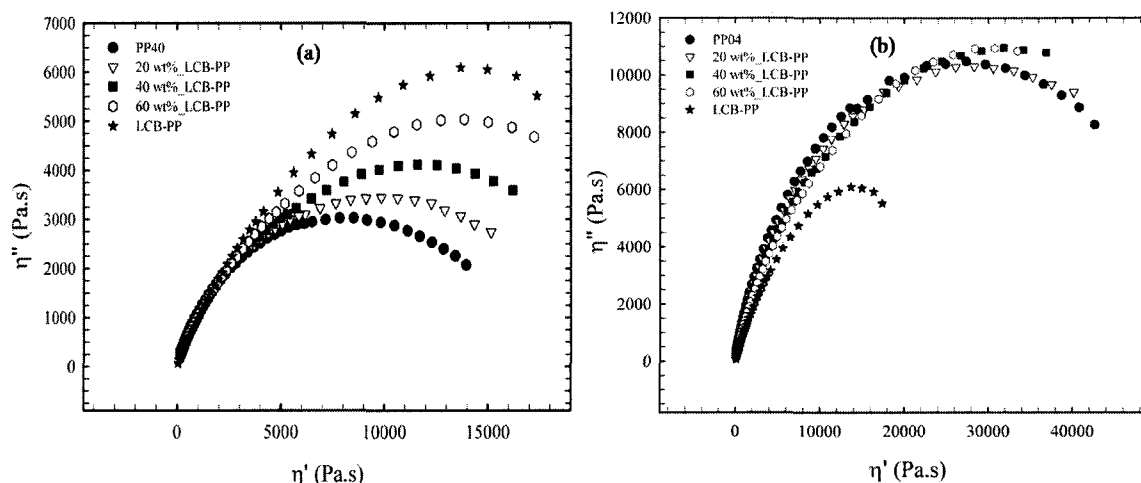 (a)
PP40
20 wt%_LCB-PP
40 wt%_LCB-PP
60 wt%_LCB-PP
LCB-PP
7000
6000
5000
4000
3000
2000
1000
0
η'' (Pa.s)
0 5000 10000 15000
η' (Pa.s)
(b)
PP04
20 wt%_LCB-PP
40 wt%_LCB-PP
60 wt%_LCB-PP
LCB-PP
12000
10000
8000
6000
4000
2000
0
η'' (Pa.s)
0 10000 20000 30000 40000
η' (Pa.s)